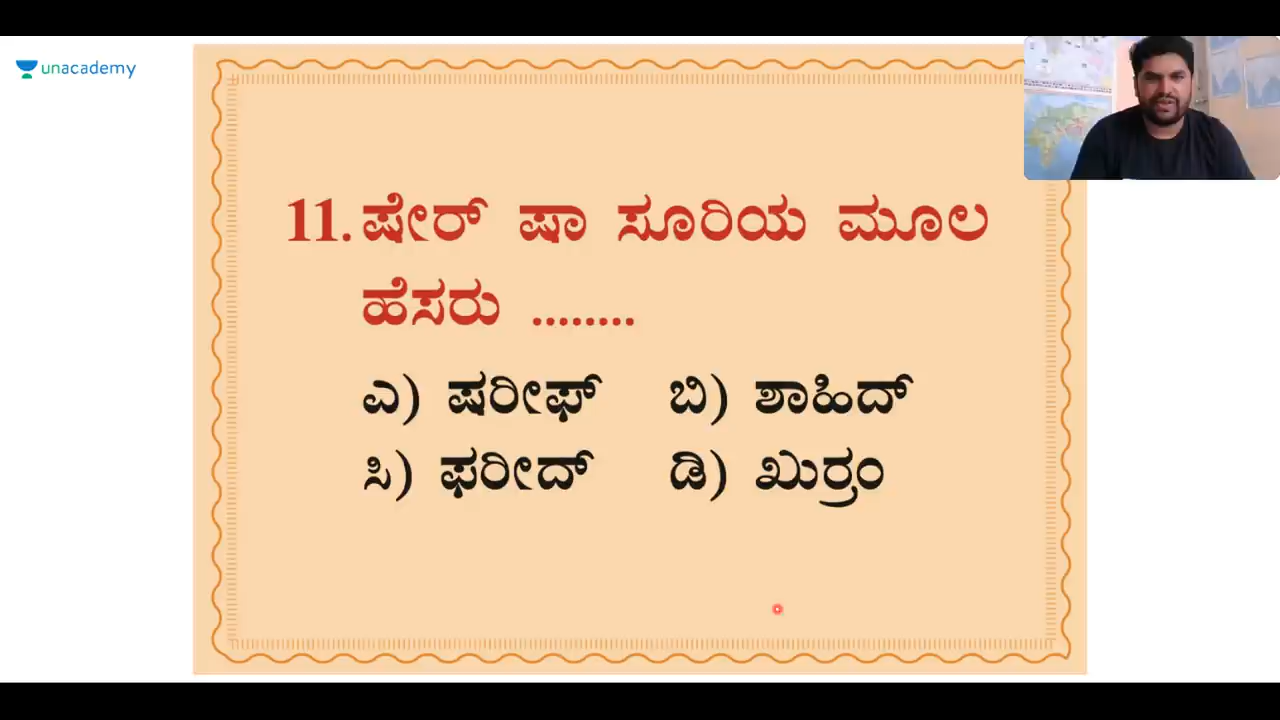 unacademy
11. ಷೇರ್ ಷಾ ಸೂರಿಯ ಮೂಲ
ಹೆಸರು ........
ಎ) ಷರೀಫ್ ಬಿ) ಶಾಹಿದ್
ಸಿ) ಫರೀದ್ ಡಿ) ಖುರ್ರಂ